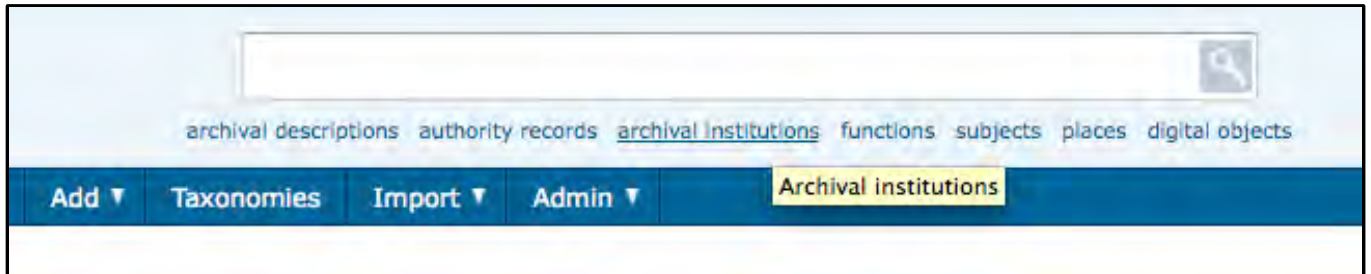 archival descriptions authority records archival institutions functions subjects places digital objects
Add ▼ Taxonomies Import ▼ Admin ▼ Archival institutions